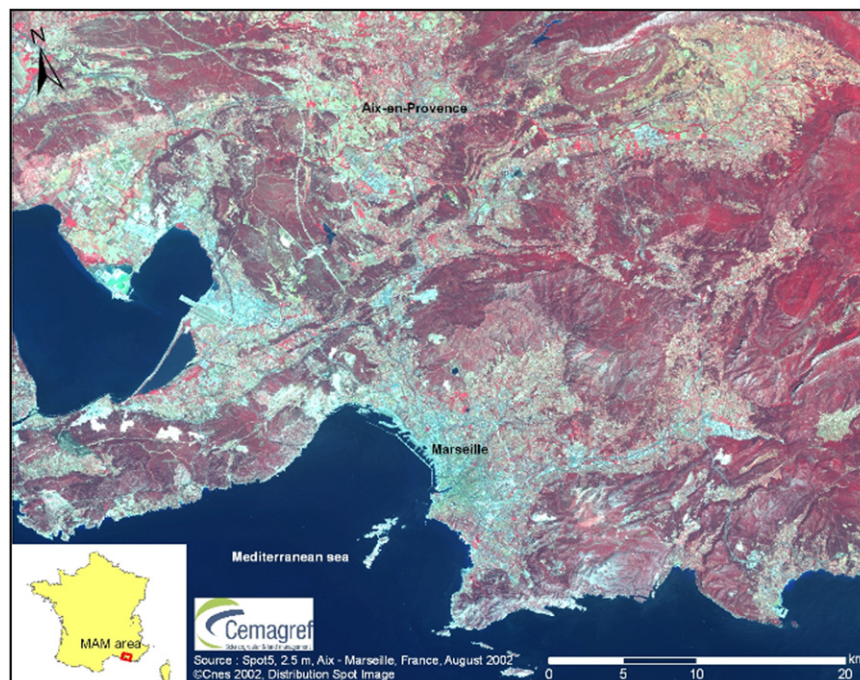 N
Aix-en-Provence
Marseille
Mediterranean sea
MAM area
Cemagref
Source : Spot5, 2.5 m, Aix - Marseille, France, August 2002
©Cnes 2002, Distribution Spot Image
km
0 5 10 20